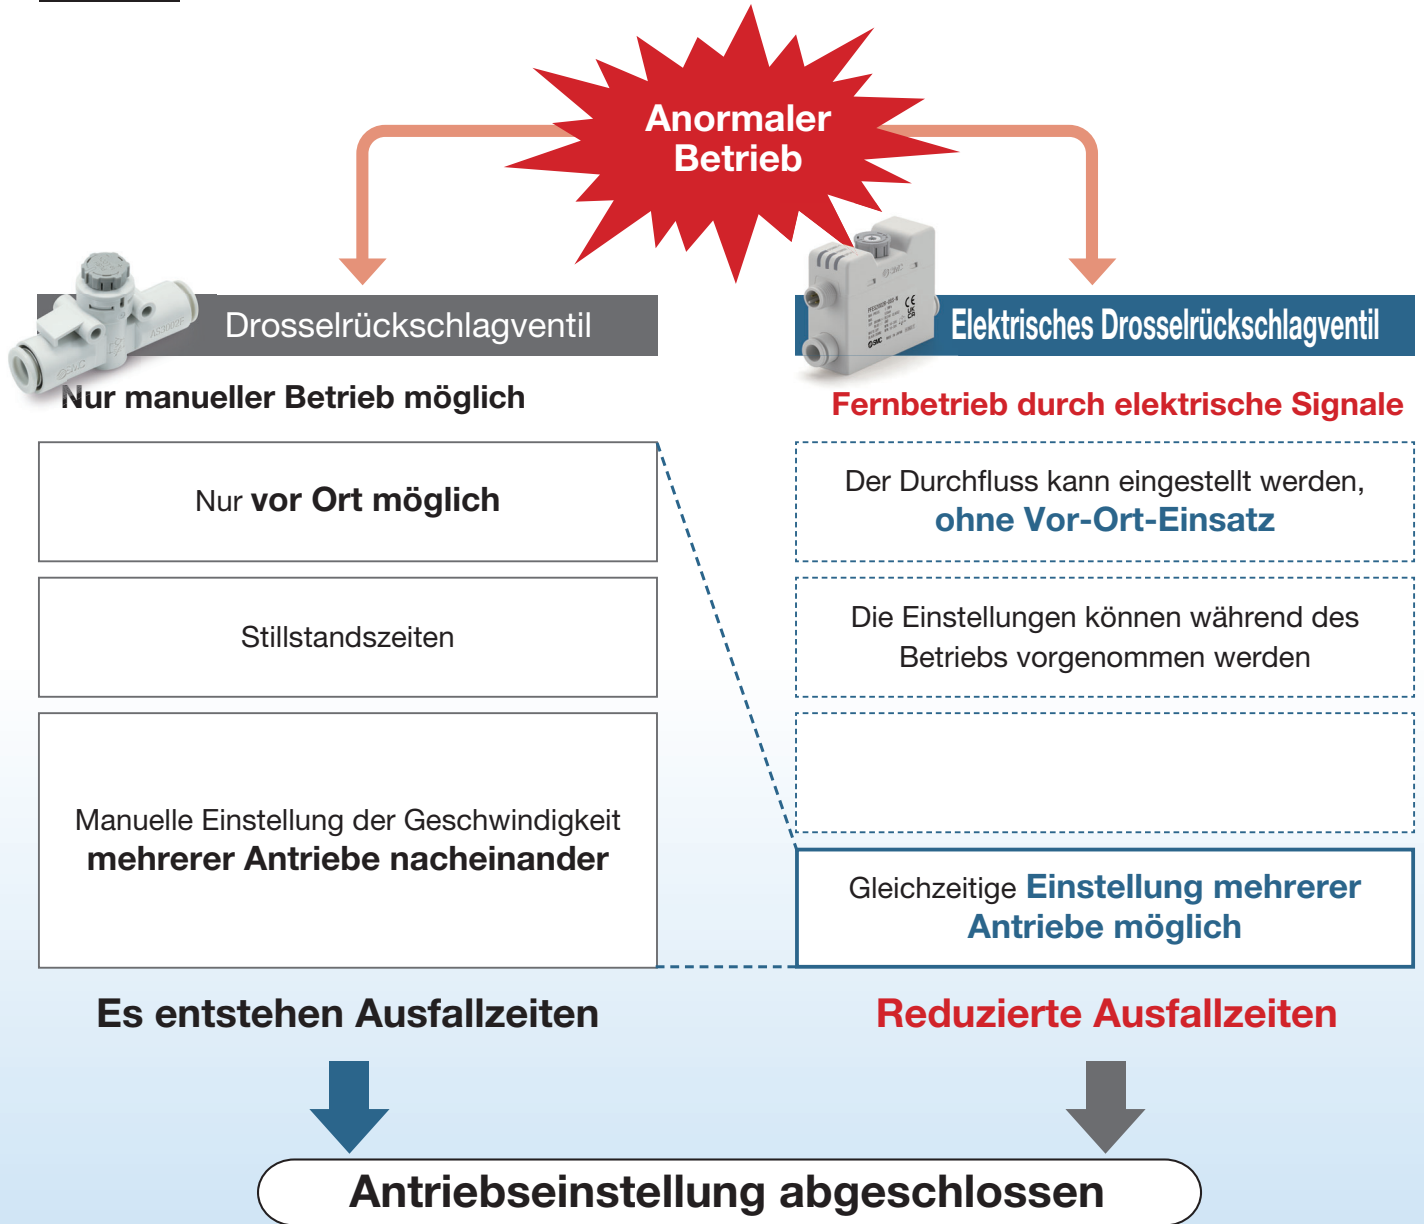 Anormaler
Betrieb
Drosselrückschlagventil
Nur manueller Betrieb möglich
Nur vor Ort möglich
Stillstandszeiten
Manuelle Einstellung der Geschwindigkeit
mehrerer Antriebe nacheinander
Es entstehen Ausfallzeiten
Elektrisches Drosselrückschlagventil
Fernbetrieb durch elektrische Signale
Der Durchfluss kann eingestellt werden,
ohne Vor-Ort-Einsatz
Die Einstellungen können während des
Betriebs vorgenommen werden
Gleichzeitige Einstellung mehrerer
Antriebe möglich
Reduzierte Ausfallzeiten
Antriebseinstellung abgeschlossen